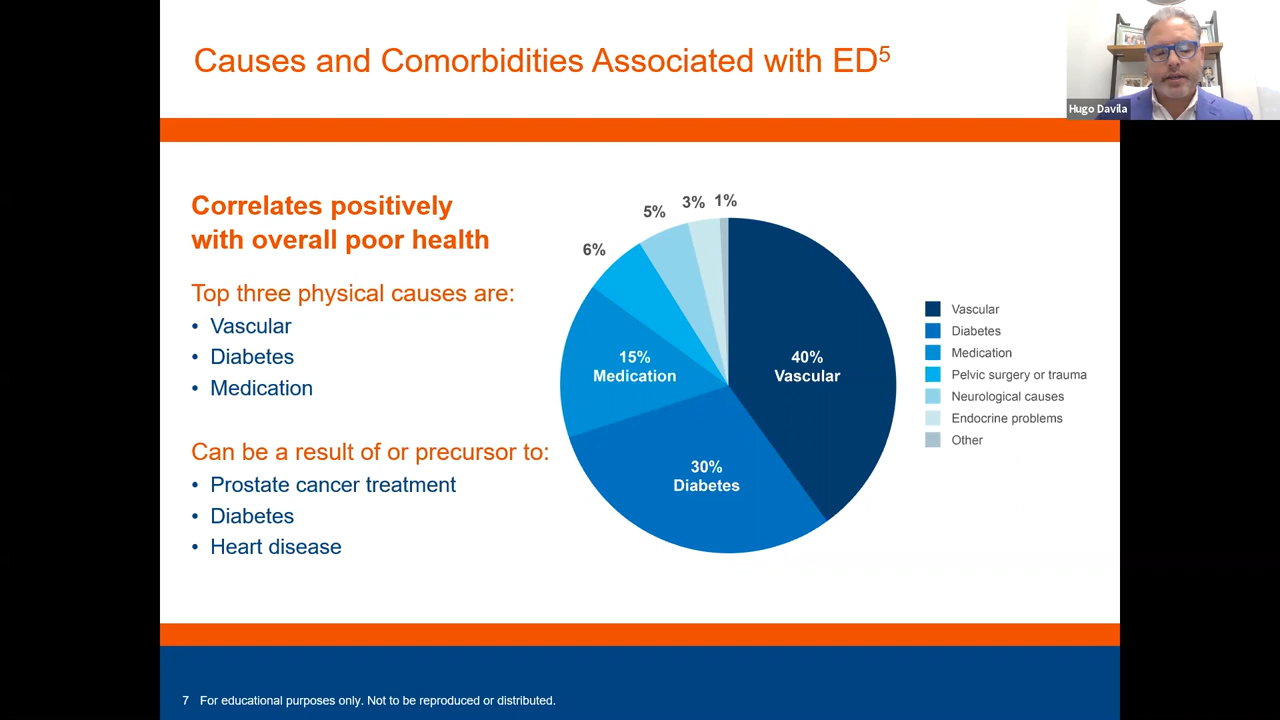 Causes and Comorbidities Associated with ED5
Hugo Davila
Correlates positively
with overall poor health
Top three physical causes are:
• Vascular
• Diabetes
• Medication
Can be a result of or precursor to:
• Prostate cancer treatment
• Diabetes
• Heart disease
1%
3%
5%
6%
15%
Medication
40%
Vascular
30%
Diabetes
Vascular
Diabetes
Medication
Pelvic surgery or trauma
Neurological causes
Endocrine problems
Other
7 For educational purposes only. Not to be reproduced or distributed.